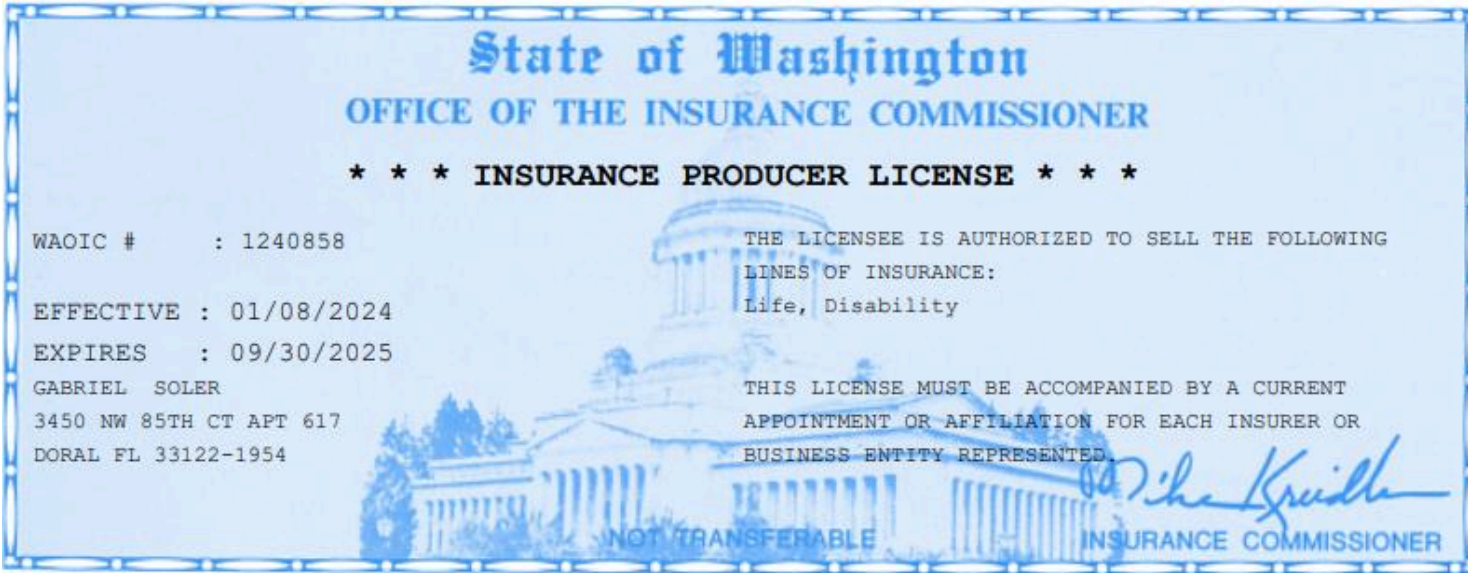 State of Washington
OFFICE OF THE INSURANCE COMMISSIONER
* * * INSURANCE PRODUCER LICENSE * * *
WAOIC # : 1240858
EFFECTIVE : 01/08/2024
EXPIRES : 09/30/2025
GABRIEL SOLER
3450 NW 85TH CT APT 617
DORAL FL 33122-1954
THE LICENSEE IS AUTHORIZED TO SELL THE FOLLOWING
LINES OF INSURANCE:
Life, Disability
THIS LICENSE MUST BE ACCOMPANIED BY A CURRENT
APPOINTMENT OR AFFILIATION FOR EACH INSURER OR
BUSINESS ENTITY REPRESENTED.
Mike Kreidler
NOT TRANSFERABLE
INSURANCE COMMISSIONER